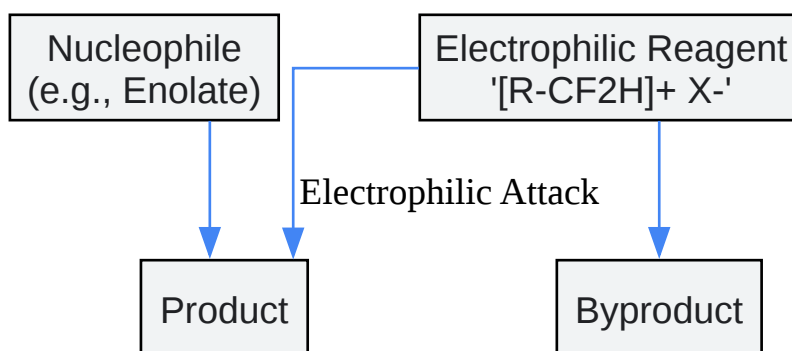 Nucleophile
(e.g., Enolate)
Electrophilic Reagent
'[R-CF2H]+ X-'
Electrophilic Attack
Product
Byproduct